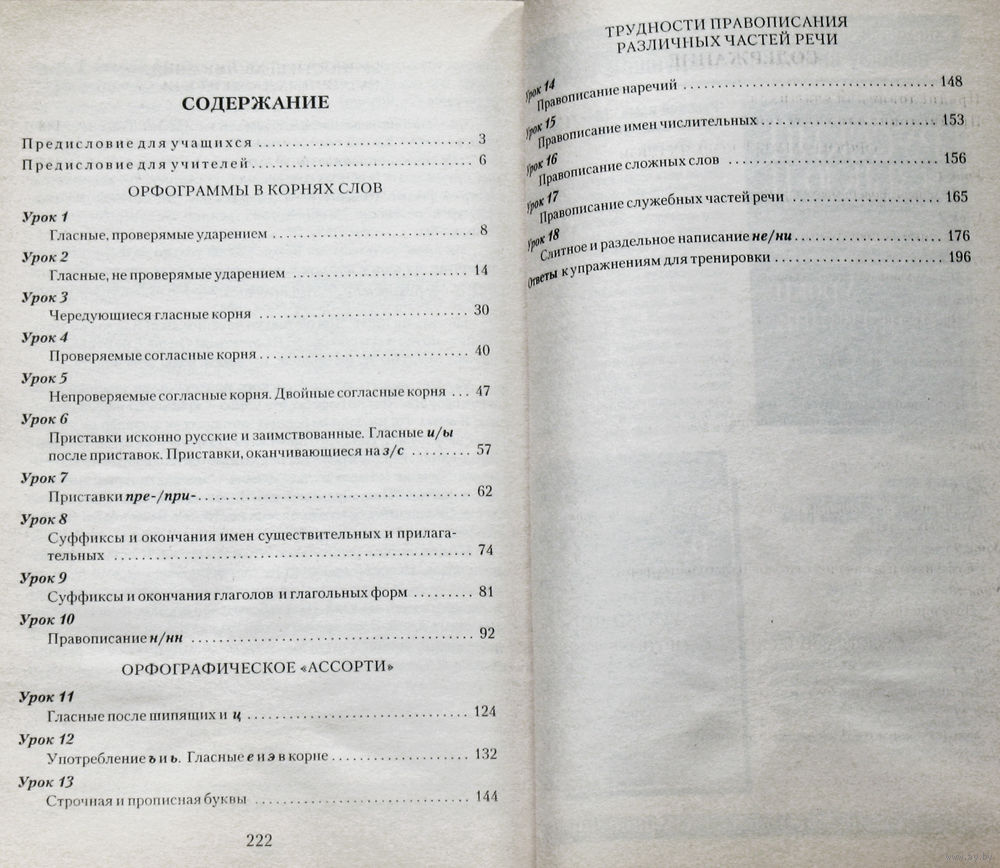 СОДЕРЖАНИЕ
Предисловие для учащихся ........................ 3
Предисловие для учителей ........................ 6
ОРФОГРАММЫ В КОРНЯХ СЛОВ
Урок 1
Гласные, проверямые ударением ........................ 8
Урок 2
Гласные, не проверямые ударением ........................ 14
Урок 3
Чередующиеся гласные корня ........................ 30
Урок 4
Проверяемые согласные корня ........................ 40
Урок 5
Непроверяемые согласные корня. Двойные согласные корня ... 47
Урок 6
Приставки исконно русские и заимствованные. Гласные и/ы
после приставок. Приставки, оканчивающиеся на з/с ......... 57
Урок 7
Приставки пре-/при- ........................ 62
Урок 8
Суффиксы и окончания имен существительных и прилага-
тельных ........................ 74
Урок 9
Суффиксы и окончания глаголов и глагольных форм ......... 81
Урок 10
Правописание н/нн ........................ 92
ОРФОГРАФИЧЕСКОЕ «АССОРТИ»
Урок 11
Гласные после шипящих и ц ........................ 124
Урок 12
Употребление ъ и ь. Гласные е и э в корне ................. 132
Урок 13
Строчная и прописная буквы ........................ 144
222
ТРУДНОСТИ ПРАВОПИСАНИЯ
РАЗЛИЧНЫХ ЧАСТЕЙ РЕЧИ
Урок 14
Правописание наречий ........................ 148
Урок 15
Правописание имен числительных ........................ 153
Урок 16
Правописание сложных слов ........................ 156
Урок 17
Правописание служебных частей речи ................. 165
Урок 18
Слитное и раздельное написание не/ни ................. 176
Ответы к упражнениям для тренировки ................. 196